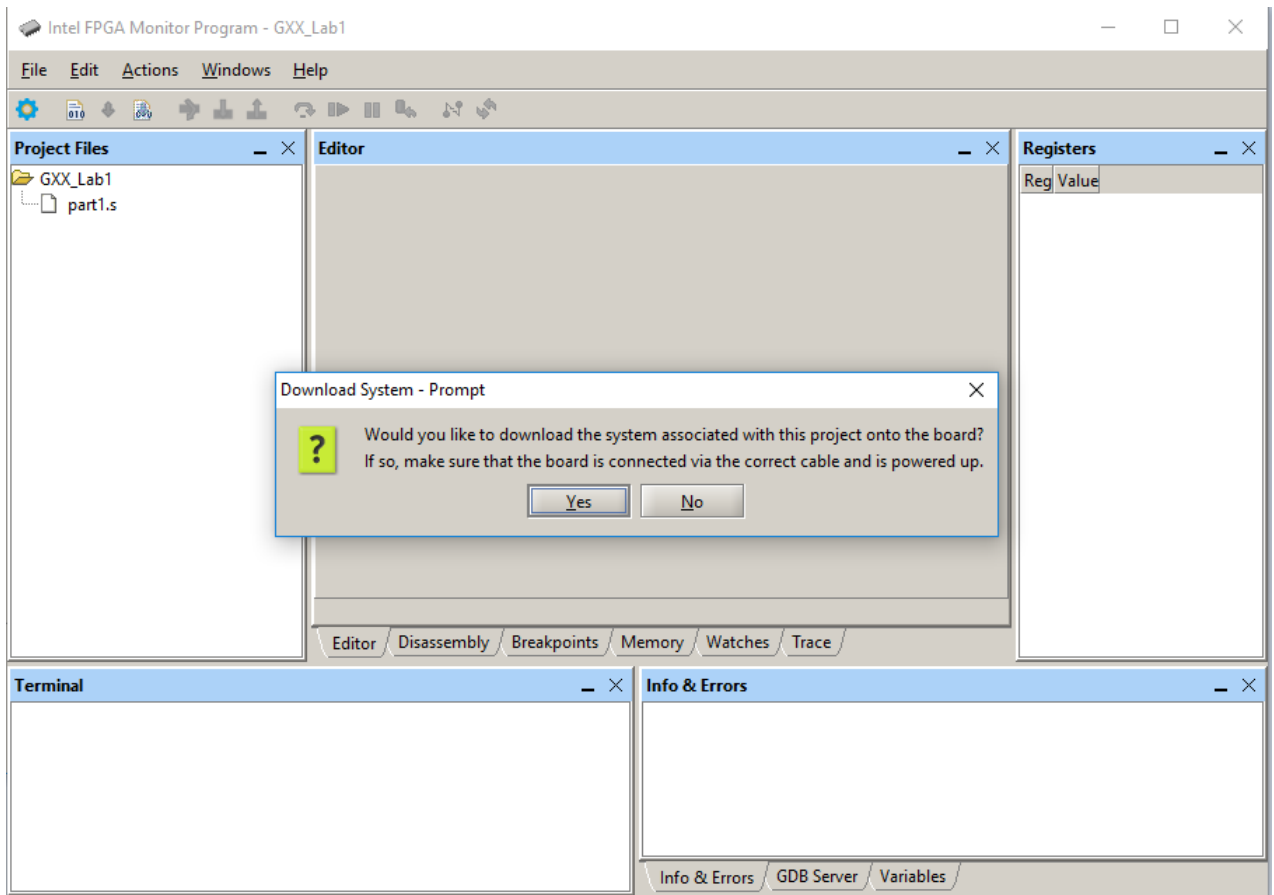 Intel FPGA Monitor Program - GXX_Lab1
File Edit Actions Windows Help
Project Files
GXX_Lab1
part1.s
Editor
Registers
Reg Value
Download System - Prompt
?
Would you like to download the system associated with this project onto the board?
If so, make sure that the board is connected via the correct cable and is powered up.
Yes No
Editor Disassembly Breakpoints Memory Watches Trace
Terminal
Info & Errors
Info & Errors GDB Server Variables